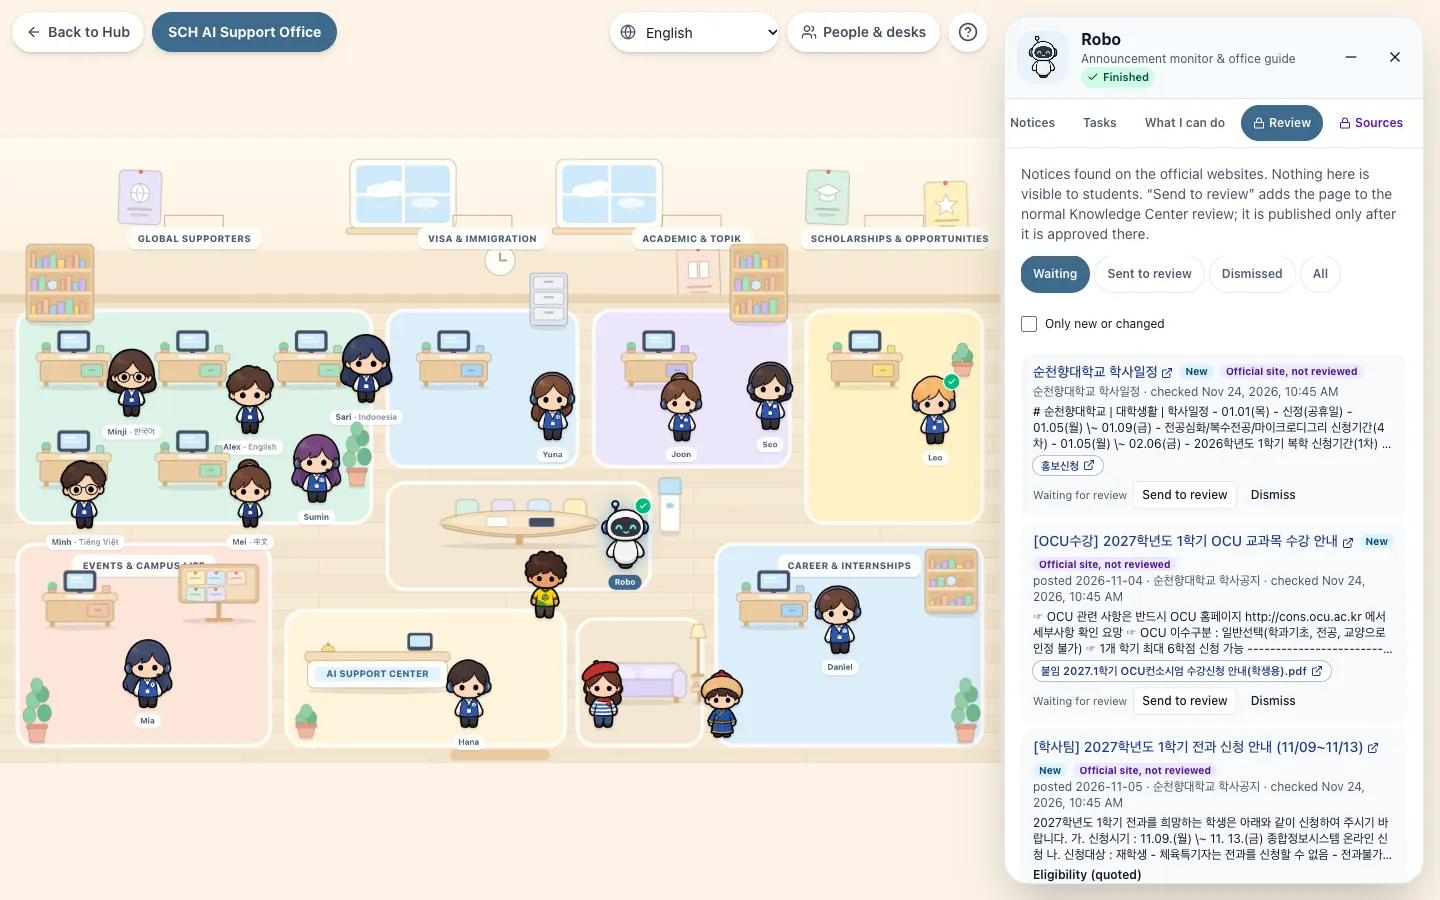 Back to Hub
SCH AI Support Office
English
People & desks
GLOBAL SUPPORTERS
VISA & IMMIGRATION
ACADEMIC & TOPIK
SCHOLARSHIPS & OPPORTUNITIES
Minji · 한국어
Alex · English
Sari · Indonesia
Yuna
Joon
Seo
Leo
Minh · Tiếng Việt
Mei · 中文
Sumin
Robo
EVENTS & CAMPUS LIFE
CAREER & INTERNSHIPS
Mia
AI SUPPORT CENTER
Hana
Daniel
Robo
Announcement monitor & office guide
Finished
Notices
Tasks
What I can do
Review
Sources
Notices found on the official websites. Nothing here is
visible to students. “Send to review” adds the page to the
normal Knowledge Center review; it is published only after
it is approved there.
Waiting
Sent to review
Dismissed
All
Only new or changed
순천향대학교 학사일정 New Official site, not reviewed
순천향대학교 학사일정 · checked Nov 24, 2026, 10:45 AM
# 순천향대학교 | 대학생활 | 학사일정 - 01.01(목) - 신정(공휴일) -
01.05(월) \~ 01.09(금) - 전공심화/복수전공/마이크로디그리 신청기간(4
차) - 01.05(월) \~ 02.06(금) - 2026학년도 1학기 복학 신청기간(1차) ...
홍보신청
Waiting for review Send to review Dismiss
[OCU수강] 2027학년도 1학기 OCU 교과목 수강 안내 New
Official site, not reviewed
posted 2026-11-04 · 순천향대학교 학사공지 · checked Nov 24,
2026, 10:45 AM
☞ OCU 관련 사항은 반드시 OCU 홈페이지 http://cons.ocu.ac.kr 에서
세부사항 확인 요망 ☞ OCU 이수구분 : 일반선택(학과기초, 전공, 교양으로
인정 불가) ☞ 1개 학기 최대 6학점 신청 가능 -----------------------...
붙임 2027.1학기 OCU컨소시엄 수강신청 안내(학생용).pdf
Waiting for review Send to review Dismiss
[학사팀] 2027학년도 1학기 전과 신청 안내 (11/09~11/13)
New Official site, not reviewed
posted 2026-11-05 · 순천향대학교 학사공지 · checked Nov 24,
2026, 10:45 AM
2027학년도 1학기 전과를 희망하는 학생은 아래와 같이 신청하여 주시기 바
랍니다. 가. 신청시기 : 11.09.(월) \~ 11. 13.(금) 종합정보시스템 온라인 신
청 나. 신청대상 : 재학생 - 체육특기자는 전과를 신청할 수 없음 - 전과불가...
Eligibility (quoted)